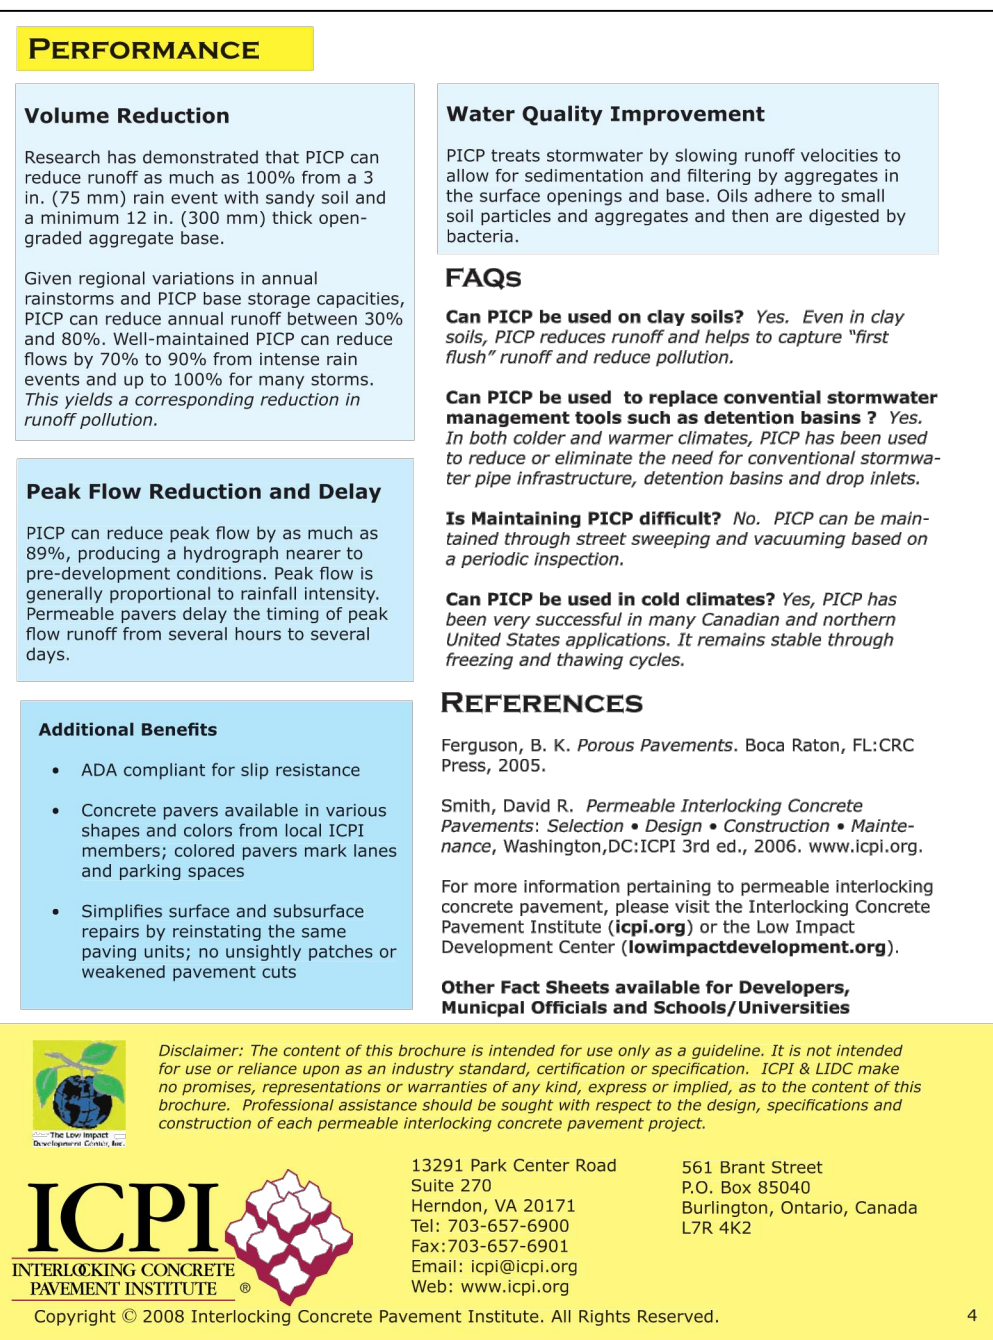 PERFORMANCE
Volume Reduction
Research has demonstrated that PICP can
reduce runoff as much as 100% from a 3
in. (75 mm) rain event with sandy soil and
a minimum 12 in. (300 mm) thick open-
graded aggregate base.
Given regional variations in annual
rainstorms and PICP base storage capacities,
PICP can reduce annual runoff between 30%
and 80%. Well-maintained PICP can reduce
flows by 70% to 90% from intense rain
events and up to 100% for many storms.
This yields a corresponding reduction in
runoff pollution.
Peak Flow Reduction and Delay
PICP can reduce peak flow by as much as
89%, producing a hydrograph nearer to
pre-development conditions. Peak flow is
generally proportional to rainfall intensity.
Permeable pavers delay the timing of peak
flow runoff from several hours to several
days.
Additional Benefits
• ADA compliant for slip resistance
• Concrete pavers available in various
shapes and colors from local ICPI
members; colored pavers mark lanes
and parking spaces
• Simplifies surface and subsurface
repairs by reinstating the same
paving units; no unsightly patches or
weakened pavement cuts
Water Quality Improvement
PICP treats stormwater by slowing runoff velocities to
allow for sedimentation and filtering by aggregates in
the surface openings and base. Oils adhere to small
soil particles and aggregates and then are digested by
bacteria.
FAQs
Can PICP be used on clay soils? Yes. Even in clay
soils, PICP reduces runoff and helps to capture “first
flush” runoff and reduce pollution.
Can PICP be used to replace convential stormwater
management tools such as detention basins ? Yes.
In both colder and warmer climates, PICP has been used
to reduce or eliminate the need for conventional stormwa-
ter pipe infrastructure, detention basins and drop inlets.
Is Maintaining PICP difficult? No. PICP can be main-
tained through street sweeping and vacuuming based on
a periodic inspection.
Can PICP be used in cold climates? Yes, PICP has
been very successful in many Canadian and northern
United States applications. It remains stable through
freezing and thawing cycles.
REFERENCES
Ferguson, B. K. Porous Pavements. Boca Raton, FL:CRC
Press, 2005.
Smith, David R. Permeable Interlocking Concrete
Pavements: Selection • Design • Construction • Mainte-
nance, Washington,DC:ICPI 3rd ed., 2006. www.icpi.org.
For more information pertaining to permeable interlocking
concrete pavement, please visit the Interlocking Concrete
Pavement Institute (icpi.org) or the Low Impact
Development Center (lowimpactdevelopment.org).
Other Fact Sheets available for Developers,
Municpal Officials and Schools/Universities
Disclaimer: The content of this brochure is intended for use only as a guideline. It is not intended
for use or reliance upon as an industry standard, certification or specification. ICPI & LIDC make
no promises, representations or warranties of any kind, express or implied, as to the content of this
brochure. Professional assistance should be sought with respect to the design, specifications and
construction of each permeable interlocking concrete pavement project.
The Low Impact
Development Center, Inc.
ICPI
INTERLOCKING CONCRETE
PAVEMENT INSTITUTE ®
13291 Park Center Road
Suite 270
Herndon, VA 20171
Tel: 703-657-6900
Fax:703-657-6901
Email: icpi@icpi.org
Web: www.icpi.org
561 Brant Street
P.O. Box 85040
Burlington, Ontario, Canada
L7R 4K2
Copyright © 2008 Interlocking Concrete Pavement Institute. All Rights Reserved.
4